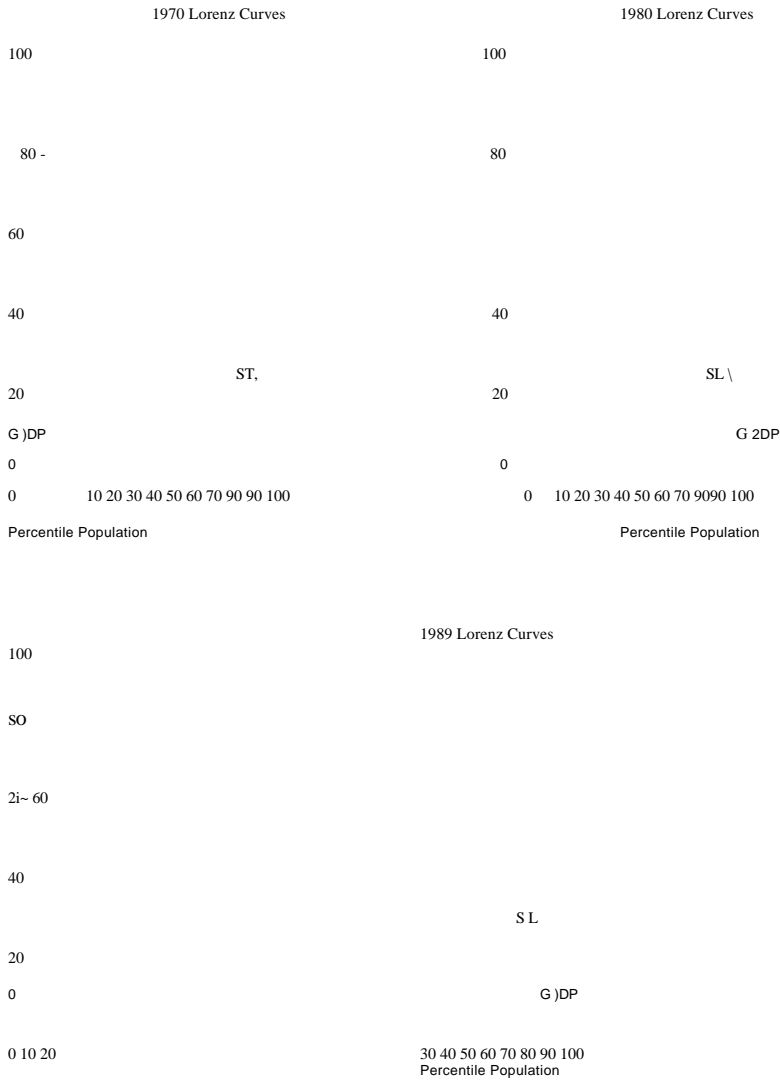 1970 Lorenz Curves
100
80 -
60
40
ST,
20
G )DP
0
0 10 20 30 40 50 60 70 90 90 100
Percentile Population
1980 Lorenz Curves
100
80
40
SL \
20
G 2DP
0
0 10 20 30 40 50 60 70 9090 100
Percentile Population
1989 Lorenz Curves
100
SO
2i~ 60
40
S L
20
0
G )DP
0 10 20 30 40 50 60 70 80 90 100
Percentile Population